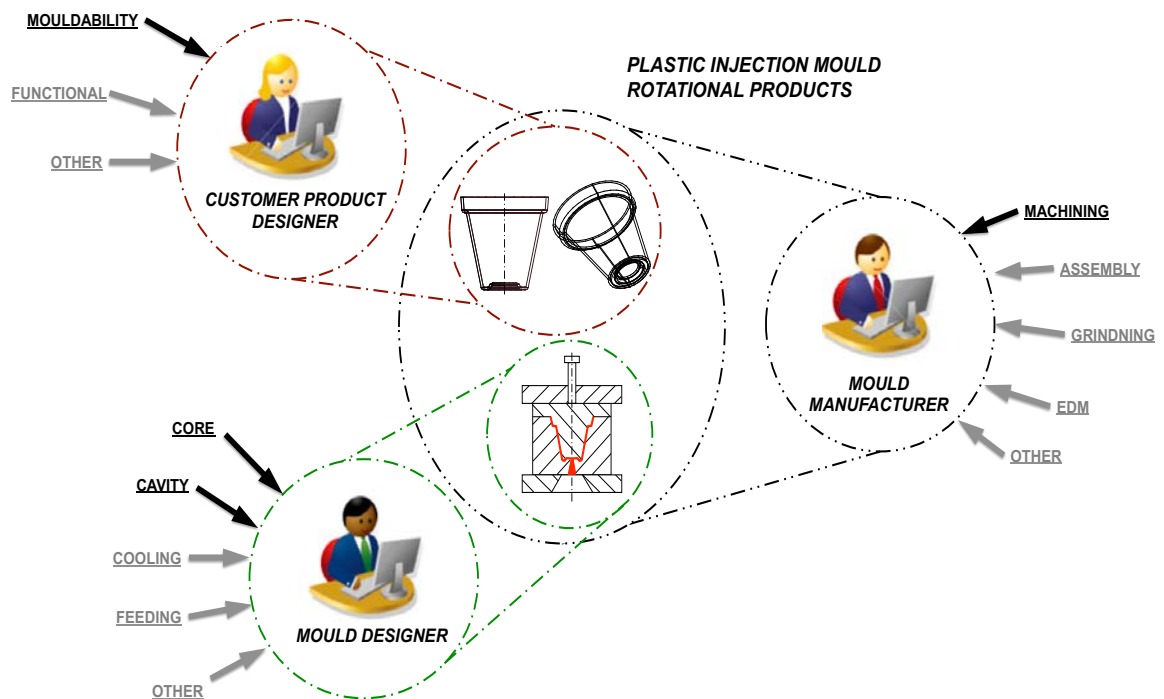 MOULDABILITY
FUNCTIONAL
OTHER
CUSTOMER PRODUCT
DESIGNER
PLASTIC INJECTION MOULD
ROTATIONAL PRODUCTS
MACHINING
ASSEMBLY
GRINDNING
EDM
OTHER
MOULD
MANUFACTURER
CORE
CAVITY
COOLING
FEEDING
OTHER
MOULD DESIGNER